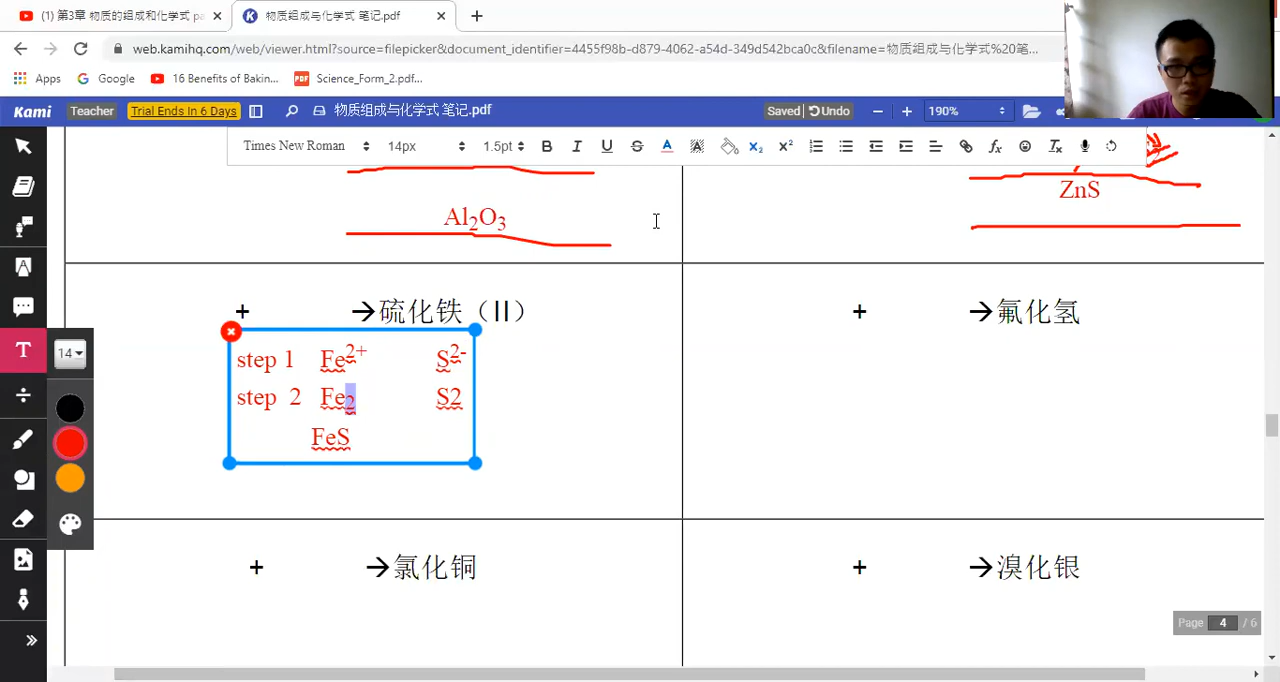 (1) 第3章 物质的组成和化学式 pa
物质的组成与化学式 笔记.pdf
web.kamihq.com/web/viewer.html?source=filepicker&document_identifier=4455f98b-d879-4062-a54d-349d542bca0c&filename=物质组成与化学式%20笔...
Apps
Google
16 Benefits of Bakin...
Science_Form_2.pdf...
Kami
Teacher
Trial Ends In 6 Days
物质组成与化学式 笔记.pdf
Saved
Undo
190%
Times New Roman
14px
1.5pt
Al₂O₃
ZnS
+ →硫化铁（II）
+ →氟化氢
step 1 Fe²⁺ S²⁻
step 2 Fe₂ S2
FeS
14
+ →氯化铜
+ →溴化银
Page 4 / 6